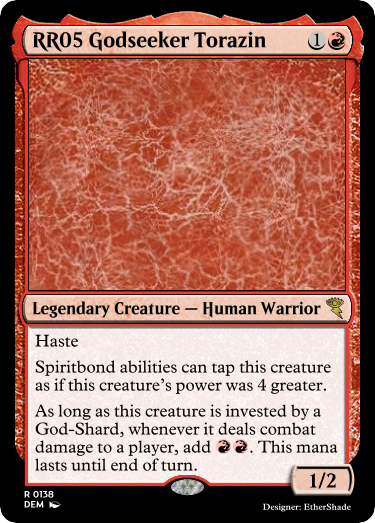 RR05 Godseeker Torazin
1
Legendary Creature — Human Warrior
Haste
Spiritbond abilities can tap this creature
as if this creature's power was 4 greater.
As long as this creature is invested by a
God-Shard, whenever it deals combat
damage to a player, add. This mana
lasts until end of turn.
1/2
R 0138
DEM
Designer: EtherShade